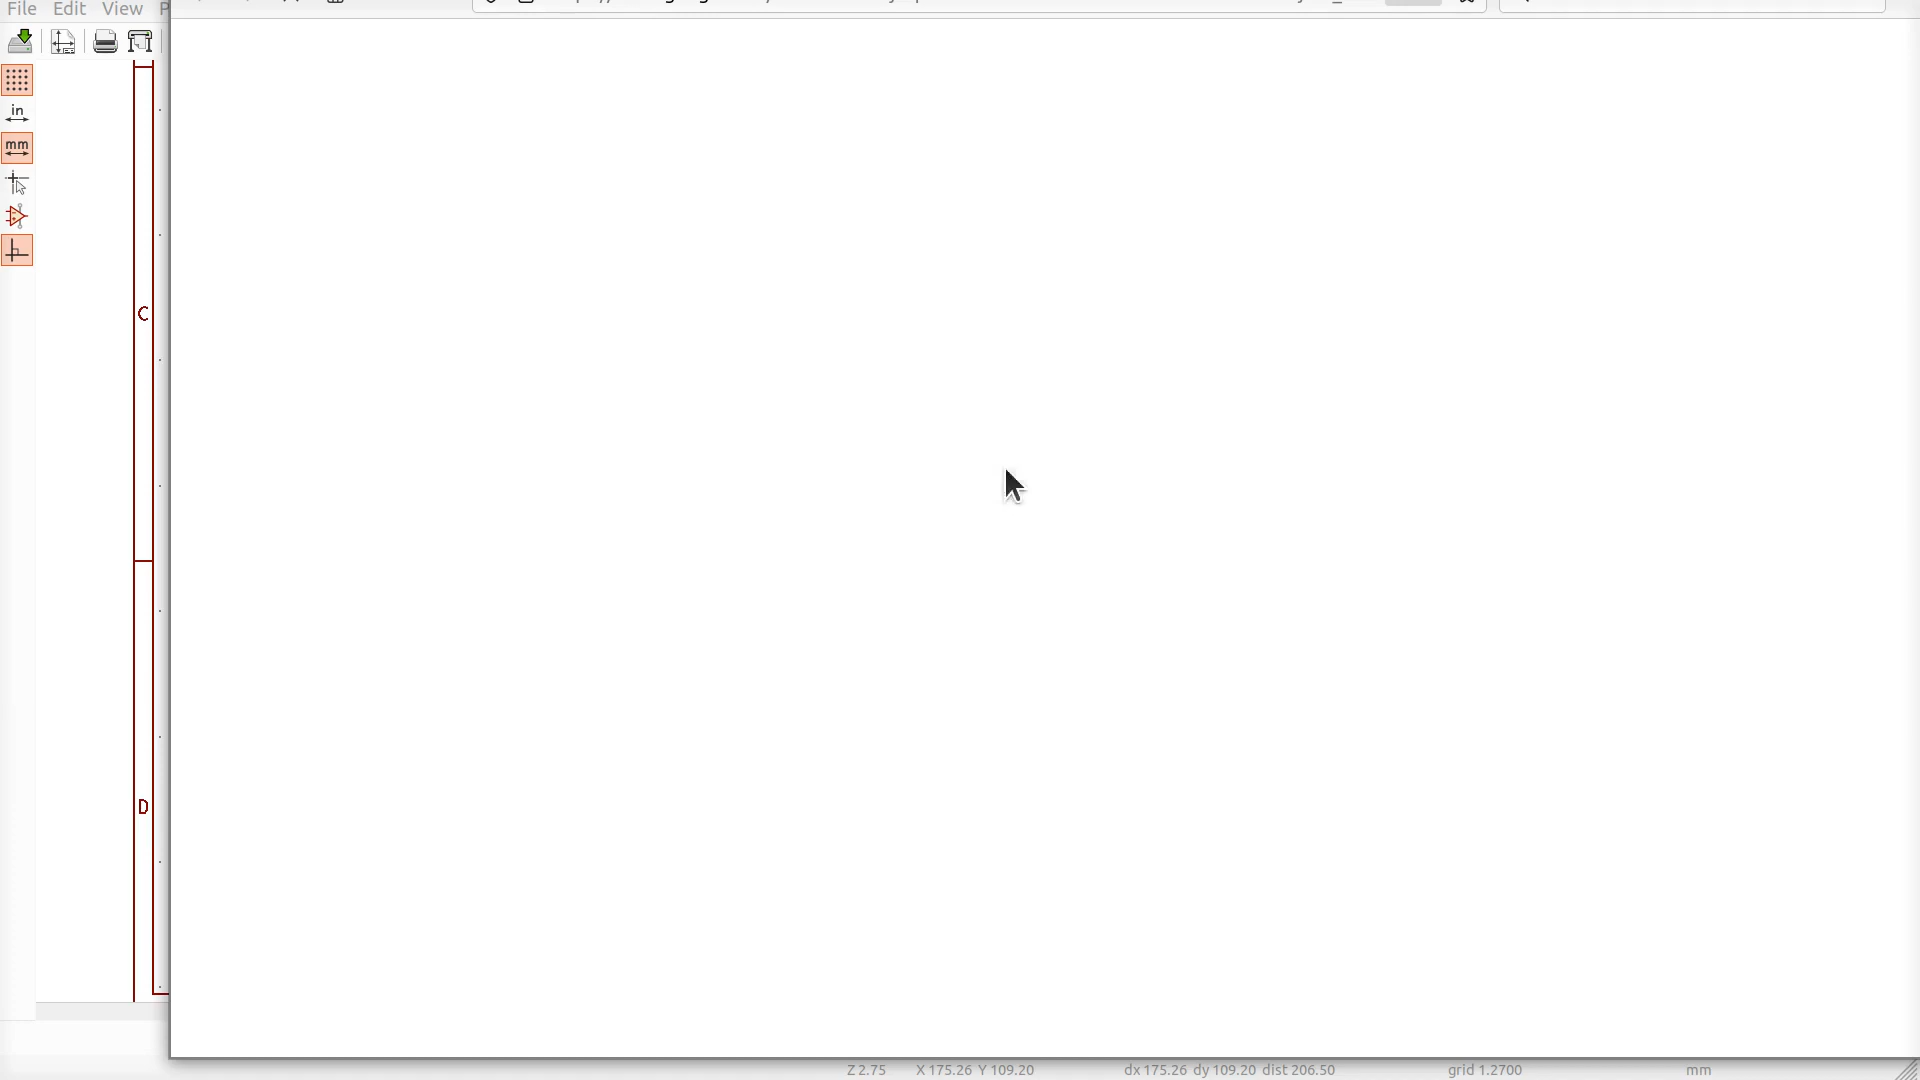 File Edit View
in
mm
C
D
Z 2.75 X 175.26 Y 109.20 dx 175.26 dy 109.20 dist 206.50 grid 1.2700 mm